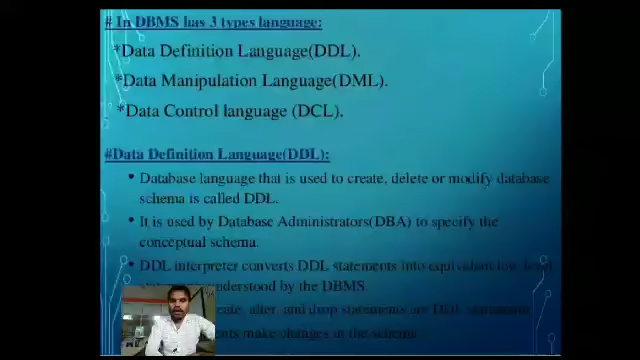 # In DBMS has 3 types language:
*Data Definition Language(DDL).
*Data Manipulation Language(DML).
*Data Control language (DCL).
#Data Definition Language(DDL):
• Database language that is used to create, delete or modify database
schema is called DDL.
• It is used by Database Administrators(DBA) to specify the
conceptual schema.
• DDL interpreter converts DDL statements into equivalent low level
understood by the DBMS.
alter, and drop statements are DDL statements
make changes in the schema.